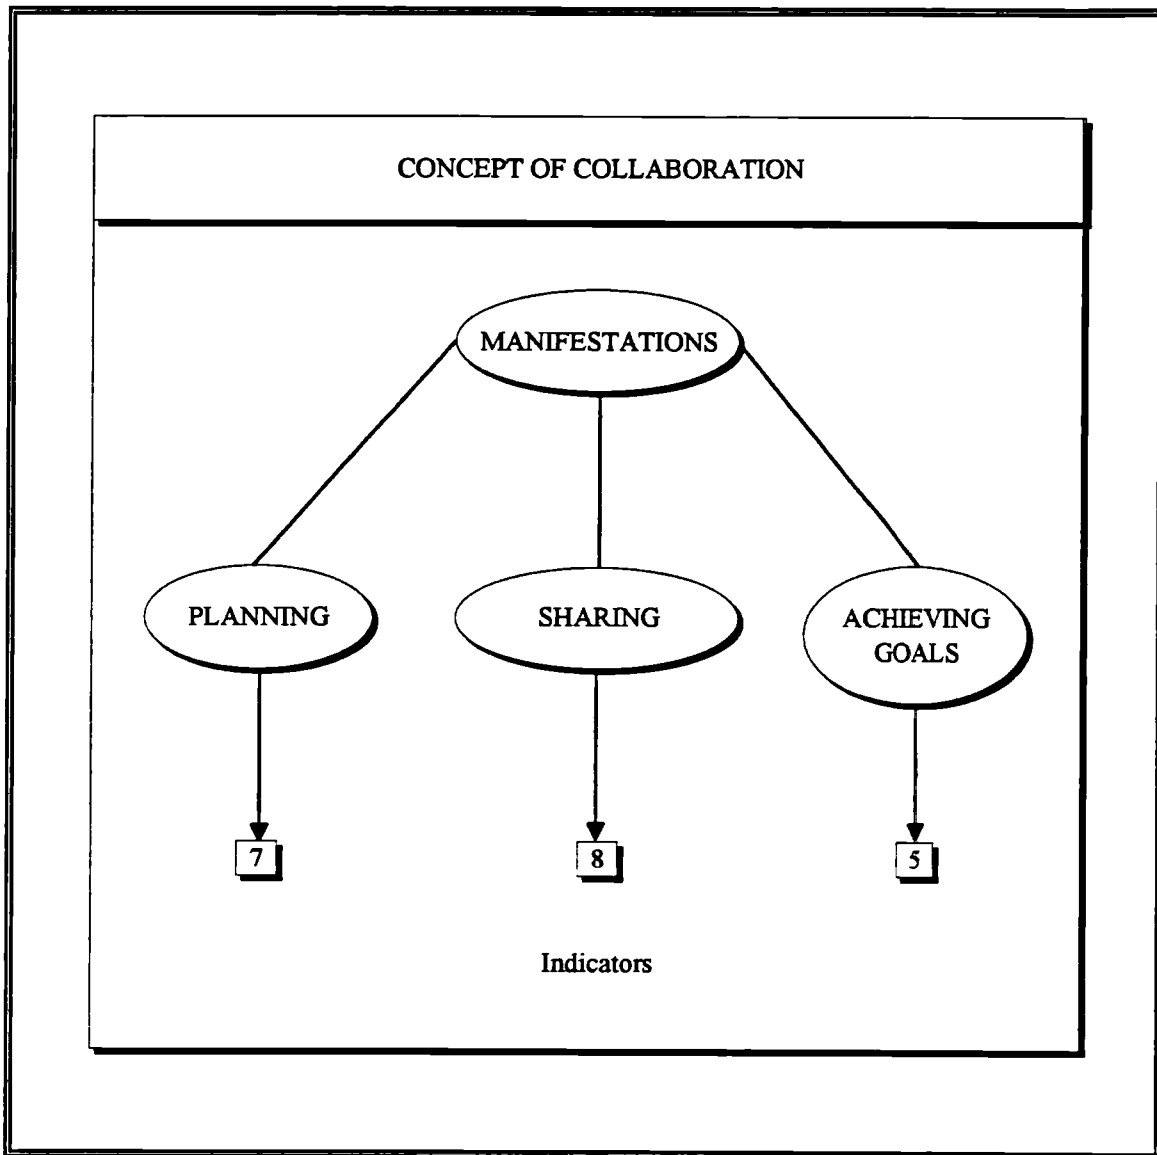 CONCEPT OF COLLABORATION
MANIFESTATIONS
PLANNING
SHARING
ACHIEVING
GOALS
7
8
5
Indicators